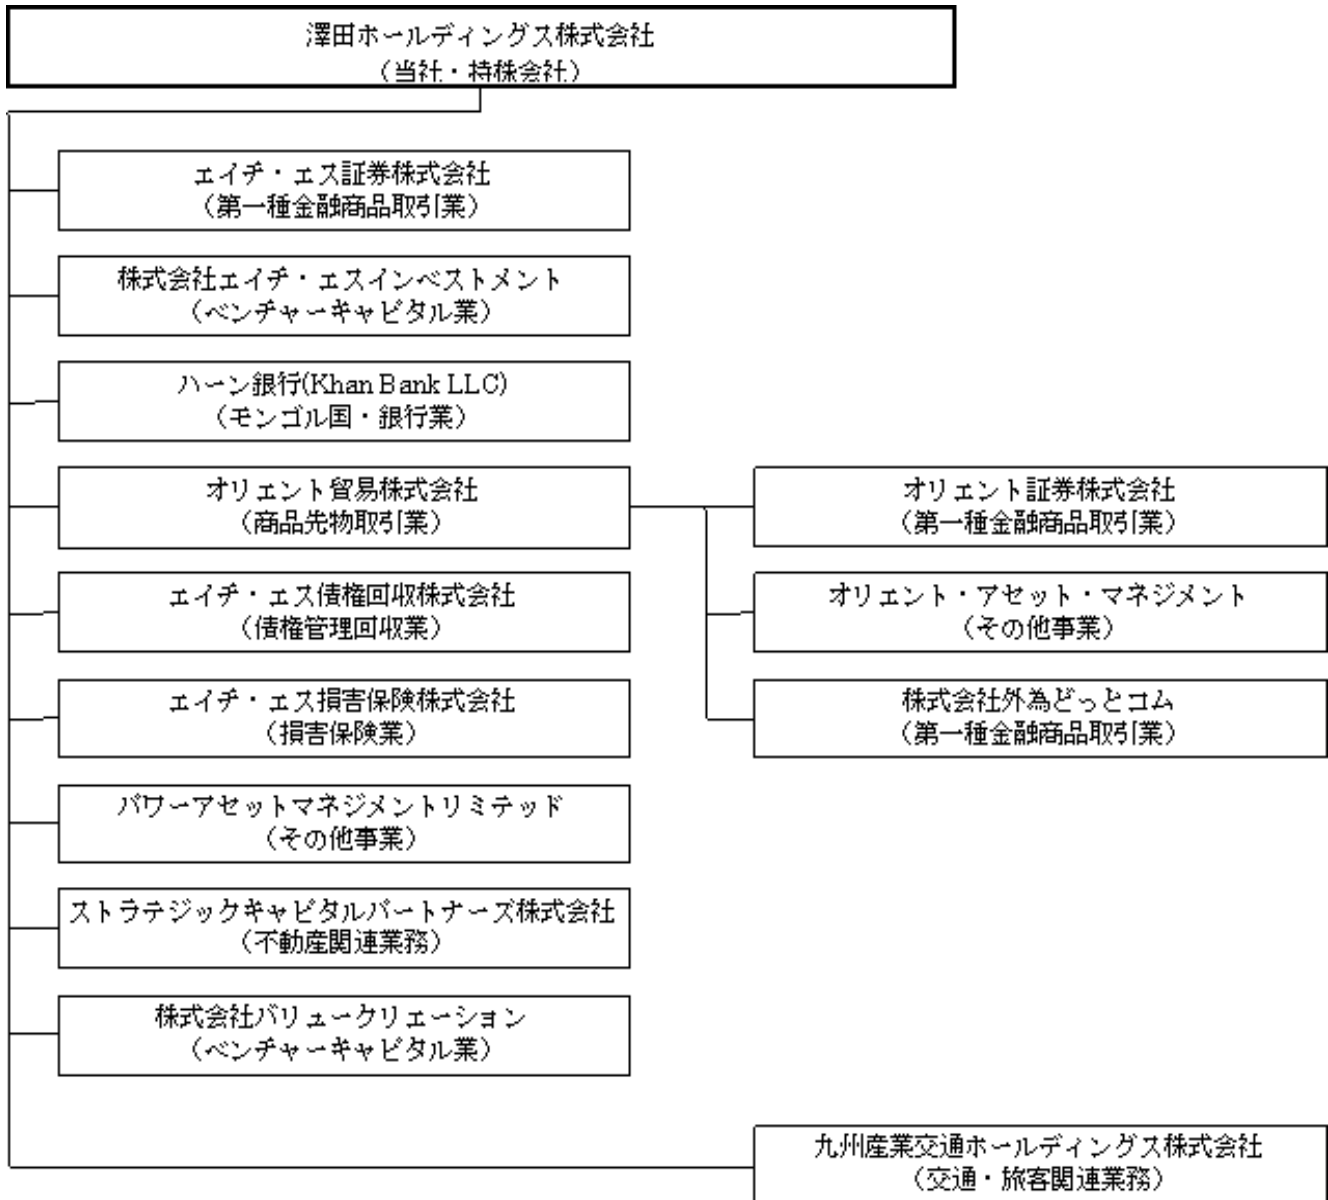 澤田ホールディングス株式会社
（当社・持株会社）
エイチ・エス証券株式会社
（第一種金融商品取引業）
株式会社エイチ・エスインベストメント
（ベンチャーキャピタル業）
ハーン銀行(Khan Bank LLC)
（モンゴル国・銀行業）
オリエント貿易株式会社
（商品先物取引業）
オリエント証券株式会社
（第一種金融商品取引業）
エイチ・エス債権回収株式会社
（債権管理回収業）
オリエント・アセット・マネジメント
（その他事業）
エイチ・エス損害保険株式会社
（損害保険業）
株式会社外為どっとコム
（第一種金融商品取引業）
パワーアセットマネジメントリミテッド
（その他事業）
ストラテジックキャピタルパートナーズ株式会社
（不動産関連業務）
株式会社バリュークリエーション
（ベンチャーキャピタル業）
九州産業交通ホールディングス株式会社
（交通・旅客関連業務）